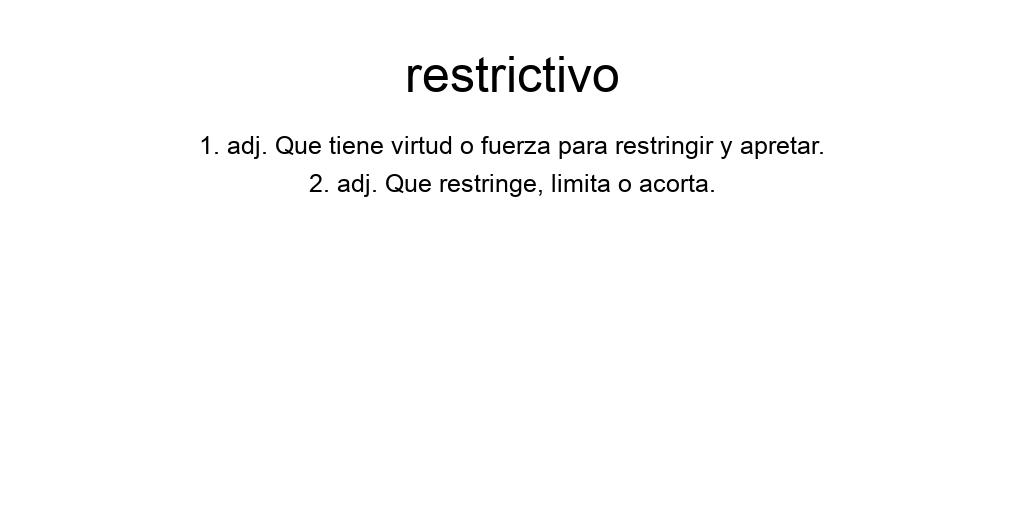 restrictivo
1. adj. Que tiene virtud o fuerza para restringir y apretar.
2. adj. Que restringe, limita o acorta.